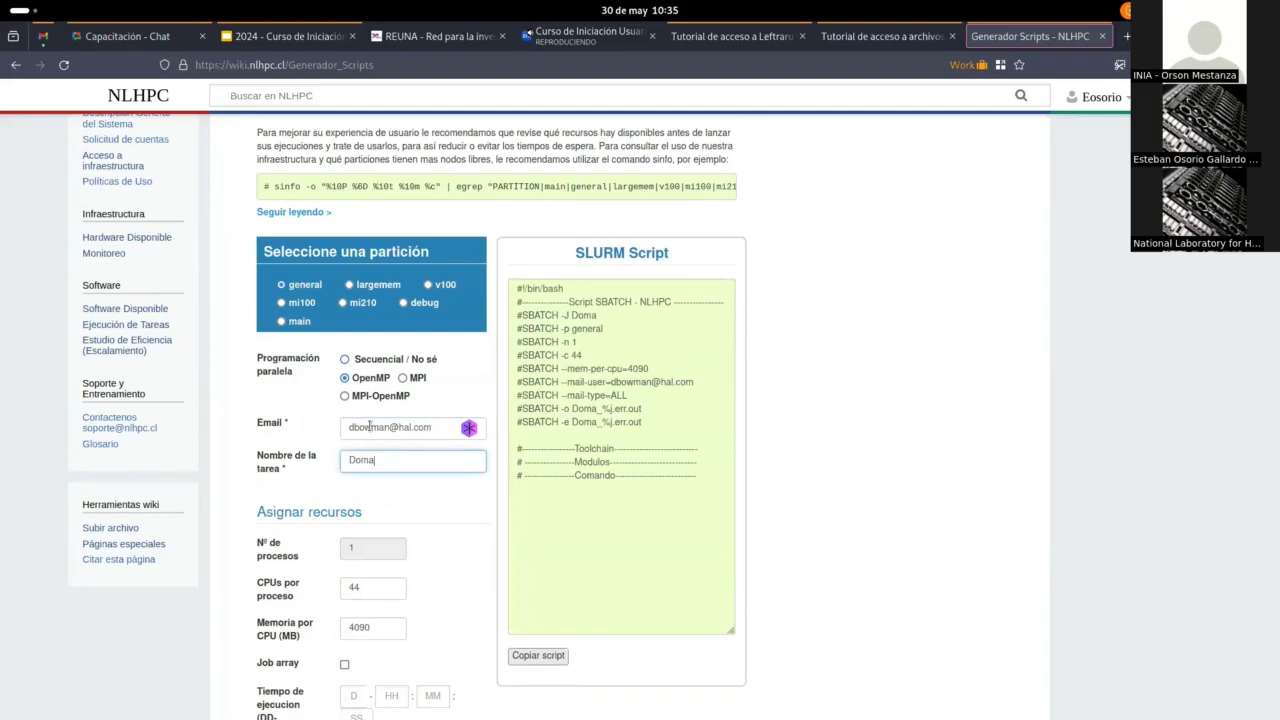 30 de may 10:35
Capacitación - Chat
2024 - Curso de Iniciación
REUNA - Red para la inve
Curso de Iniciación Usuar
REPRODUCIENDO
Tutorial de acceso a Leftraru
Tutorial de acceso a archivos
Generador Scripts - NLHPC
https://wiki.nlhpc.cl/Generador_Scripts
Work
INIA - Orson Mestanza
Esteban Osorio Gallardo ...
National Laboratory for H...
NLHPC
Buscar en NLHPC
Eosorio
Descripción General
del Sistema
Solicitud de cuentas
Acceso a
infraestructura
Políticas de Uso
Infraestructura
Hardware Disponible
Monitoreo
Software
Software Disponible
Ejecución de Tareas
Estudio de Eficiencia
(Escalamiento)
Soporte y
Entrenamiento
Contactenos
soporte@nlhpc.cl
Glosario
Herramientas wiki
Subir archivo
Páginas especiales
Citar esta página
Para mejorar su experiencia de usuario le recomendamos que revise qué recursos hay disponibles antes de lanzar
sus ejecuciones y trate de usarlos, para así reducir o evitar los tiempos de espera. Para consultar el uso de nuestra
infraestructura y qué particiones tienen mas nodos libres, le recomendamos utilizar el comando sinfo, por ejemplo:
# sinfo -o "%10P %6D %10t %10m %c" | egrep "PARTITION|main|general|largemem|v100|mi100|mi21
Seguir leyendo >
Seleccione una partición
general largemem v100
mi100 mi210 debug
main
Programación
paralela
Secuencial / No sé
OpenMP MPI
MPI-OpenMP
Email *
dbowman@hal.com
Nombre de la
tarea *
Doma
Asignar recursos
Nº de
procesos
1
CPUs por
proceso
44
Memoria por
CPU (MB)
4090
Job array
Tiempo de
ejecucion
(DD-
D - HH : MM :
SS
SLURM Script
#!/bin/bash
#---------------Script SBATCH - NLHPC ----------------
#SBATCH -J Doma
#SBATCH -p general
#SBATCH -n 1
#SBATCH -c 44
#SBATCH --mem-per-cpu=4090
#SBATCH --mail-user=dbowman@hal.com
#SBATCH --mail-type=ALL
#SBATCH -o Doma_%j.err.out
#SBATCH -e Doma_%j.err.out
#-----------------Toolchain---------------------------
# ----------------Modulos----------------------------
# ----------------Comando--------------------------
Copiar script